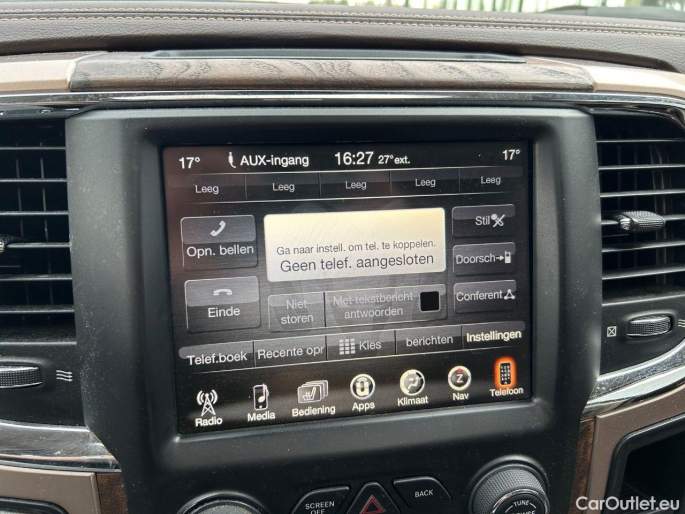 17° AUX-ingang 16:27 27°ext. 17°
Leeg Leeg Leeg Leeg Leeg
Opn. bellen
Ga naar instell. om tel. te koppelen.
Geen telef. aangesloten
Stil
Doorsch
Conferent
Einde
Niet
storen
Met tekstbericht
antwoorden
Telef.boek Recente opr Kies berichten Instellingen
Radio Media Bediening Apps Klimaat Nav Telefoon
Z
SCREEN
OFF
BACK
TUNE
CarOutlet.eu